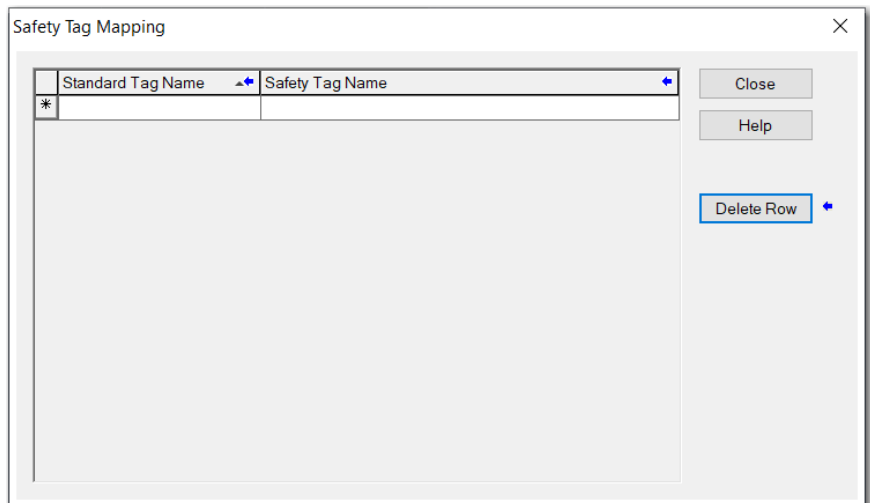 Safety Tag Mapping
Standard Tag Name Safety Tag Name
Close
*
Help
Delete Row